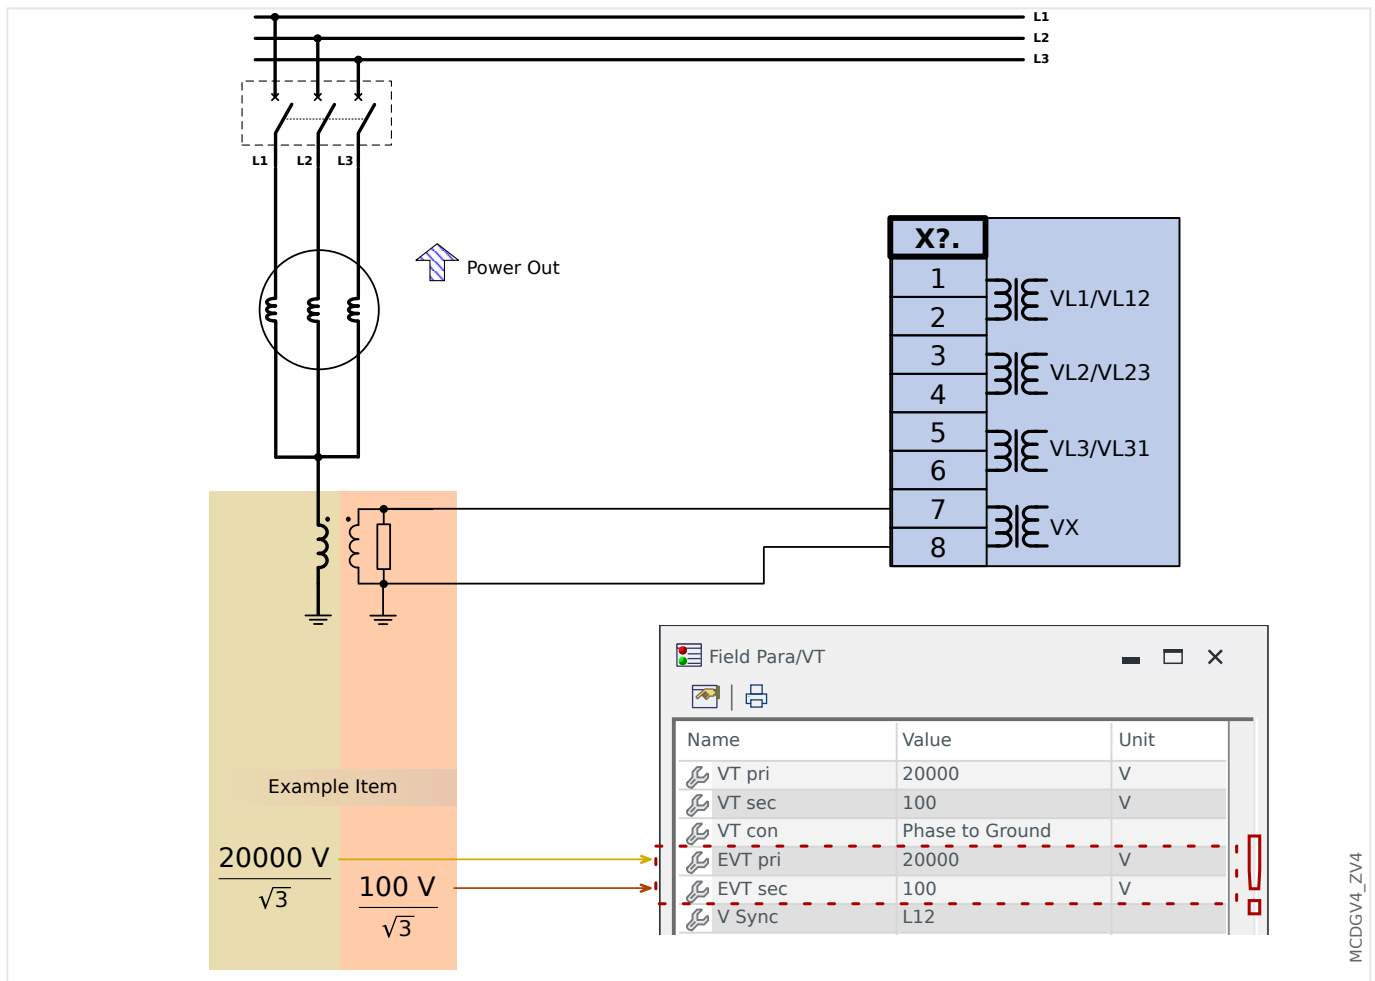 L1
L2
L3
L1 L2 L3
Power Out
X?.
1
2
3
4
5
6
7
8
VL1/VL12
VL2/VL23
VL3/VL31
VX
Example Item
20000 V
√3
100 V
√3
Field Para/VT
Name Value Unit
VT pri 20000 V
VT sec 100 V
VT con Phase to Ground
EVT pri 20000 V
EVT sec 100 V
V Sync L12
MCDGV4_ZV4